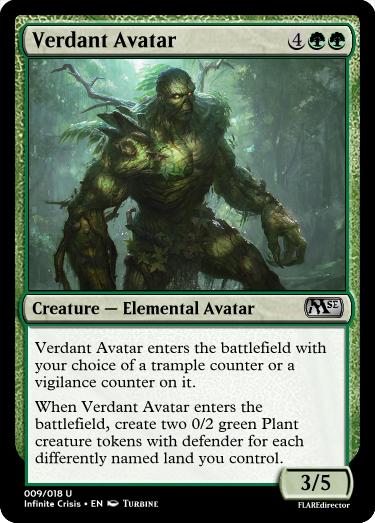 Verdant Avatar 4
Creature — Elemental Avatar M SE
Verdant Avatar enters the battlefield with
your choice of a trample counter or a
vigilance counter on it.
When Verdant Avatar enters the
battlefield, create two 0/2 green Plant
creature tokens with defender for each
differently named land you control.
3/5
009/018 U
Infinite Crisis • EN TURBINE
FLAREdirector